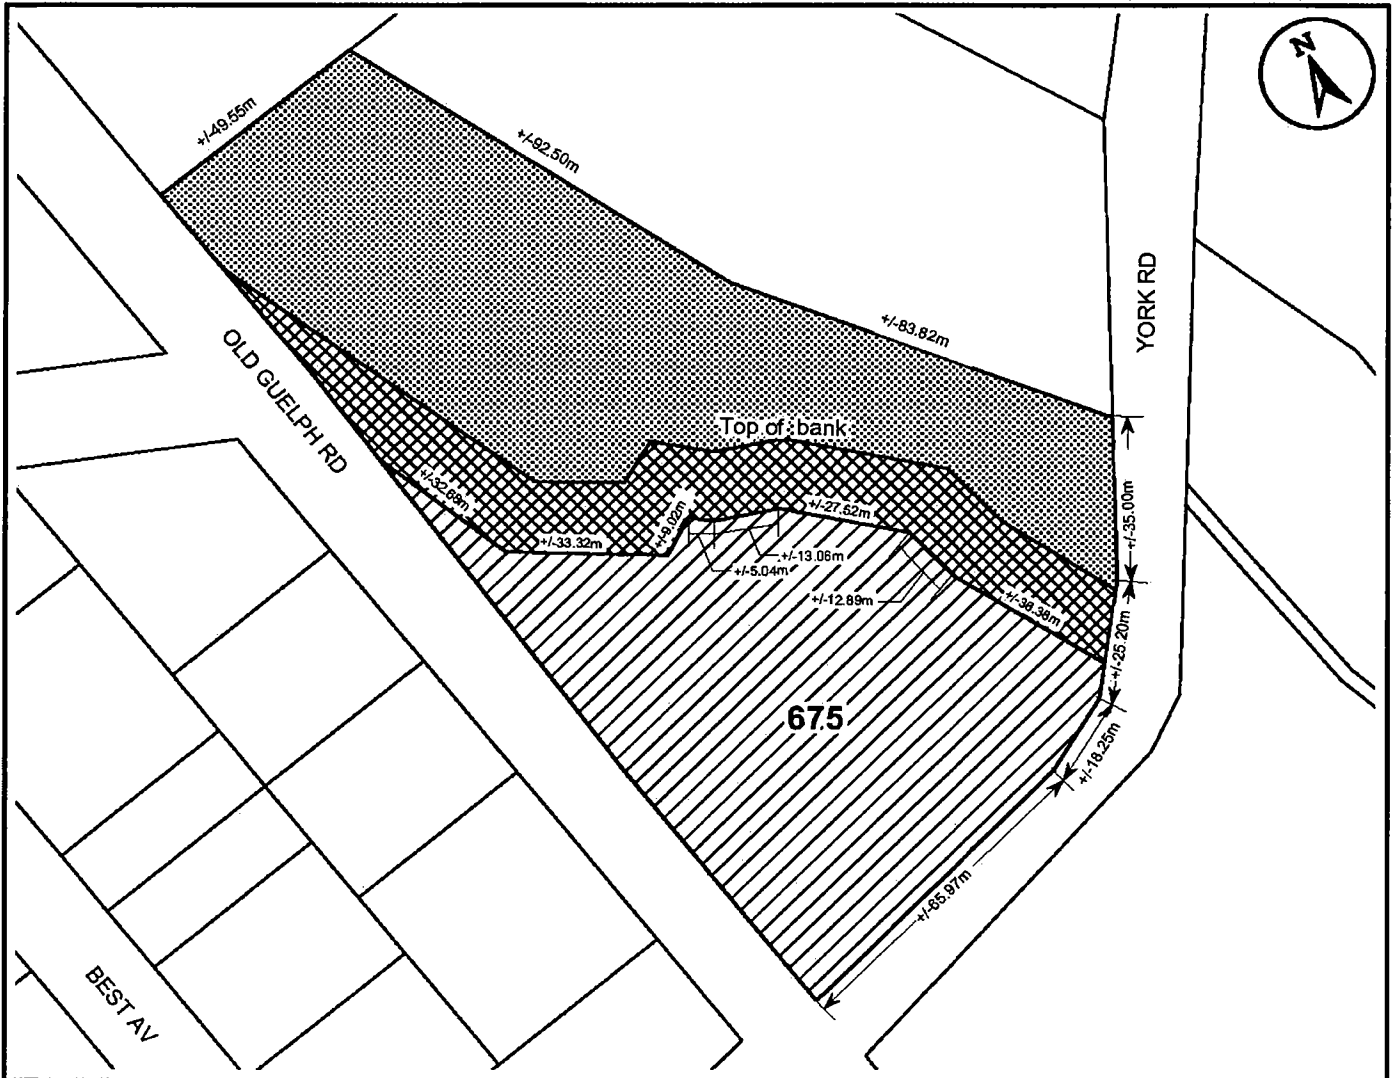 N
+/-49.55m
+/-92.50m
+/-83.82m
YORK RD
OLD GUELPH RD
Top of bank
+/-35.00m
+/-32.68m
+/-33.32m
+/-9.02m
+/-27.52m
+/-13.06m
+/-5.04m
+/-12.89m
+/-38.38m
+/-25.20m
675
+/-18.25m
+/-65.97m
BEST AV